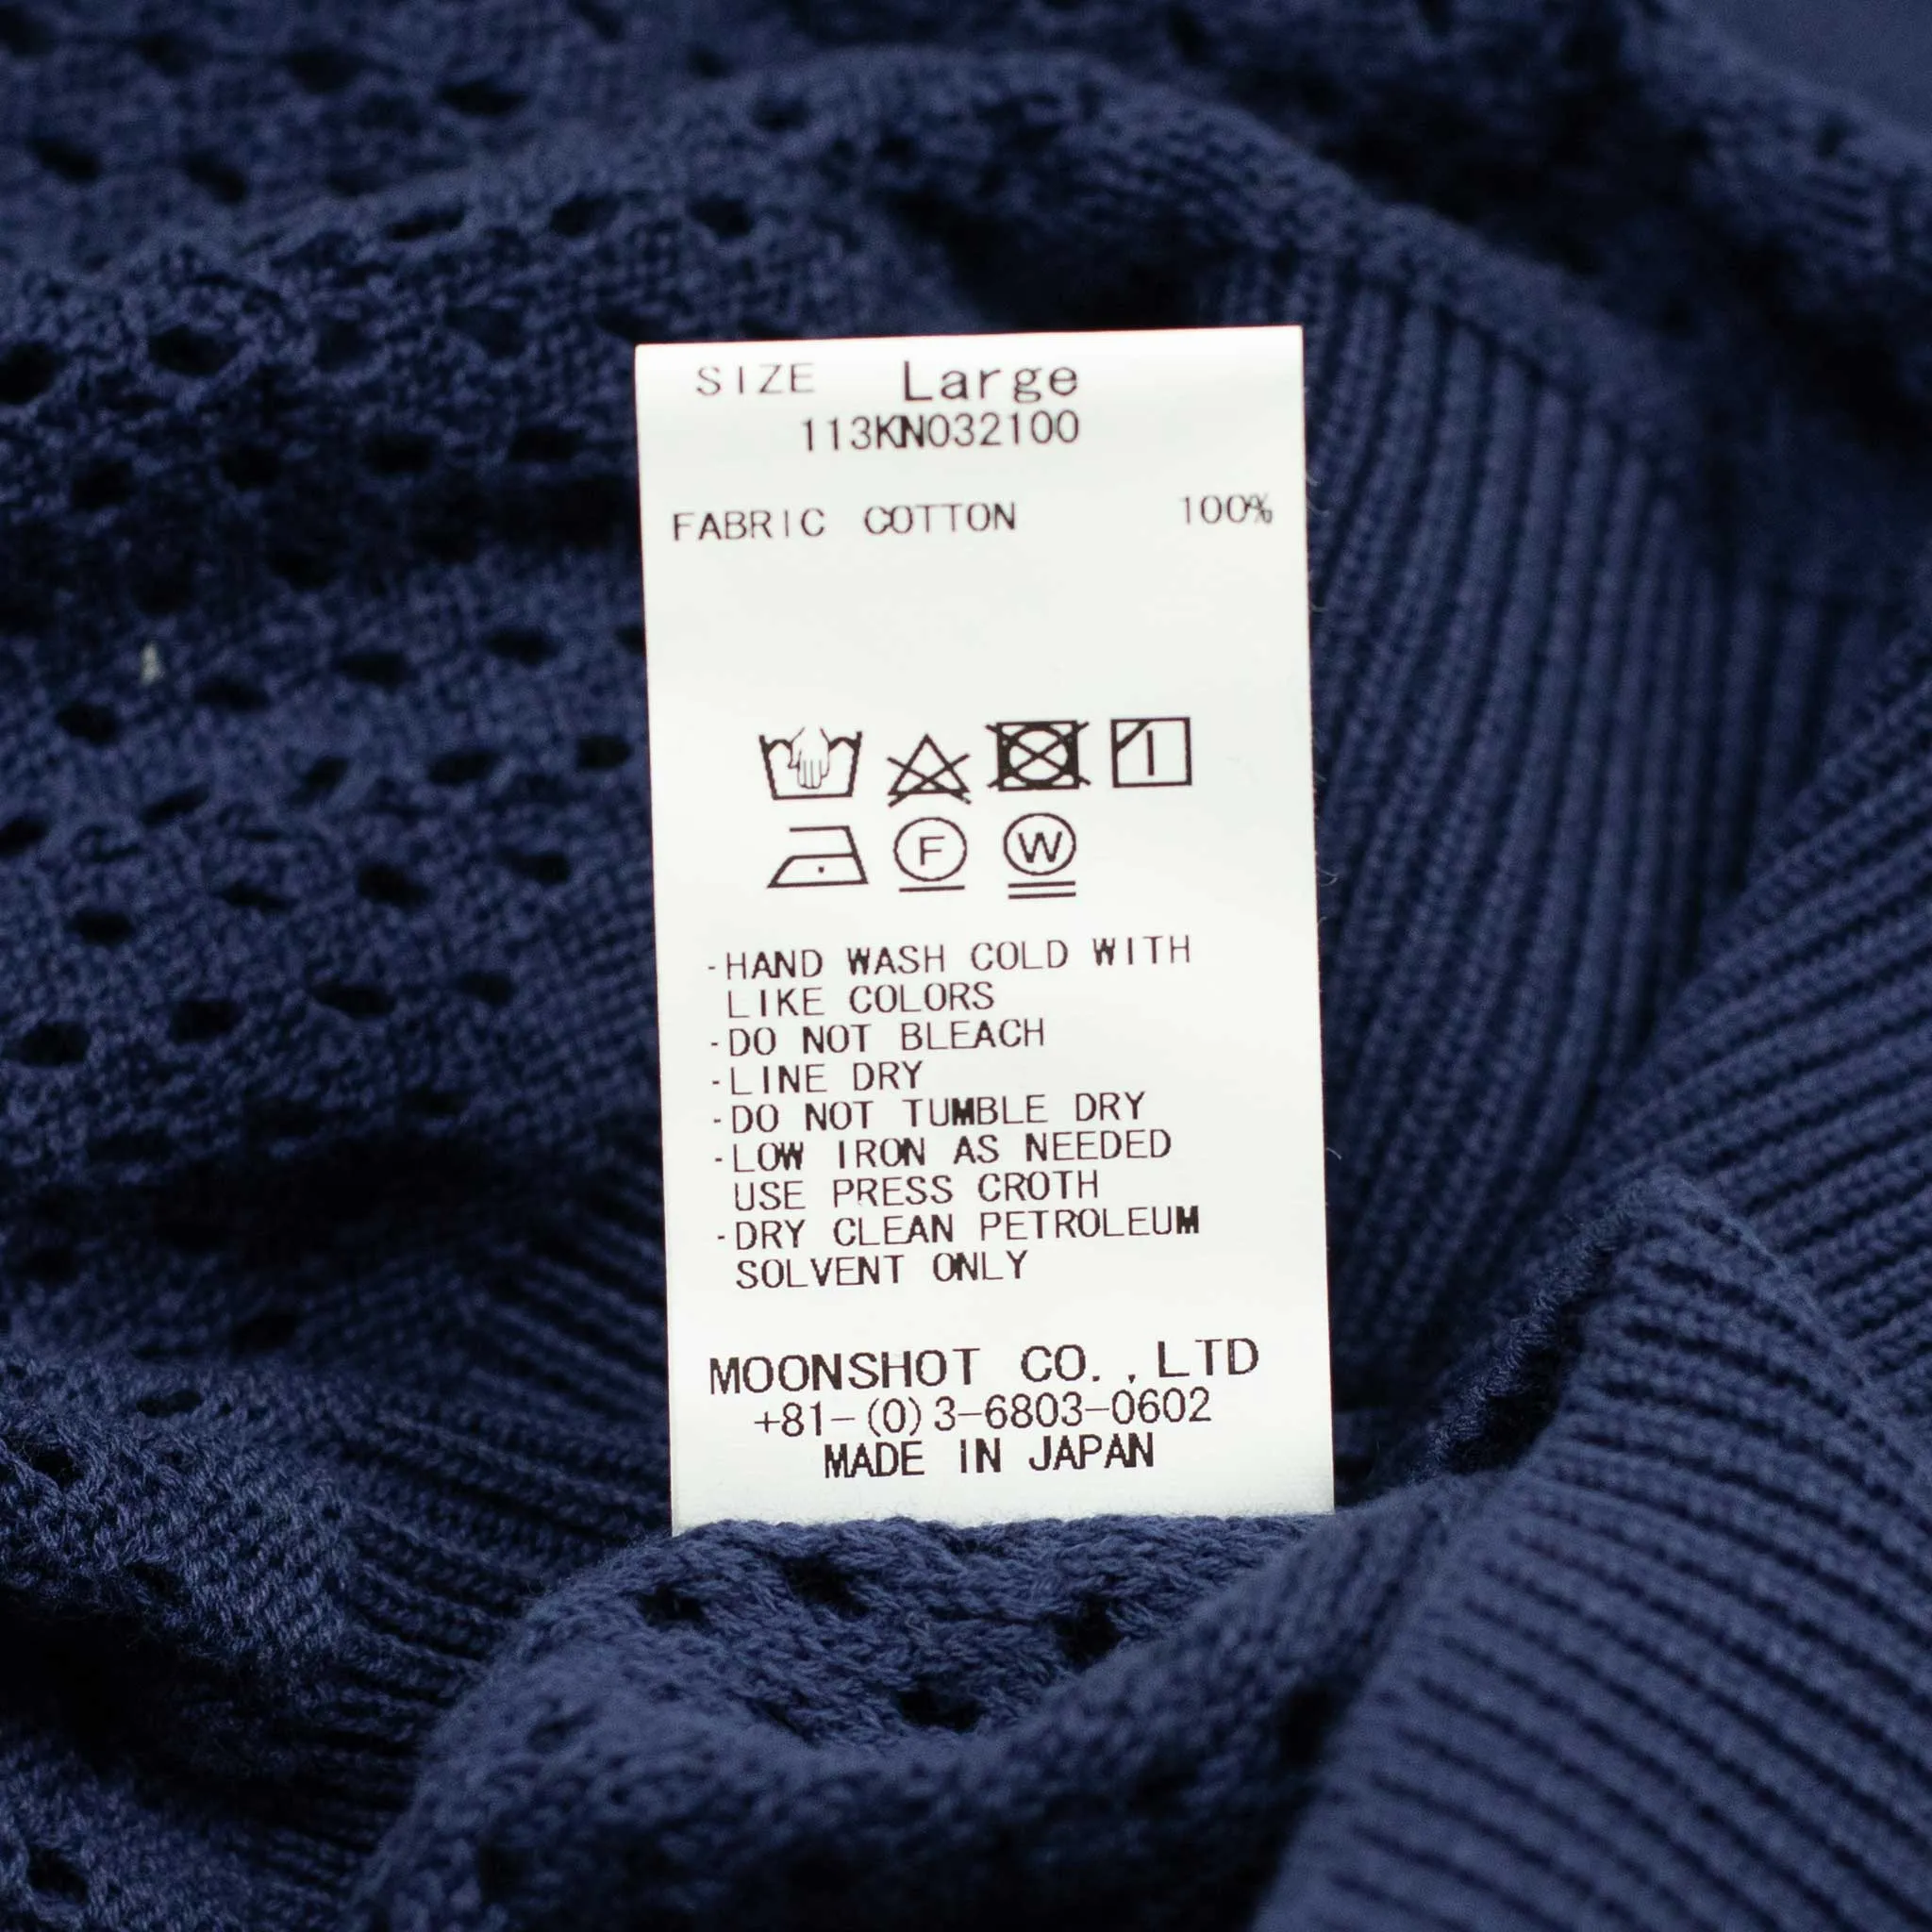 SIZE Large
113KN032100
FABRIC COTTON 100%
F W
-HAND WASH COLD WITH
LIKE COLORS
-DO NOT BLEACH
-LINE DRY
-DO NOT TUMBLE DRY
-LOW IRON AS NEEDED
USE PRESS CROTH
-DRY CLEAN PETROLEUM
SOLVENT ONLY
MOONSHOT CO.,LTD
+81-(0)3-6803-0602
MADE IN JAPAN